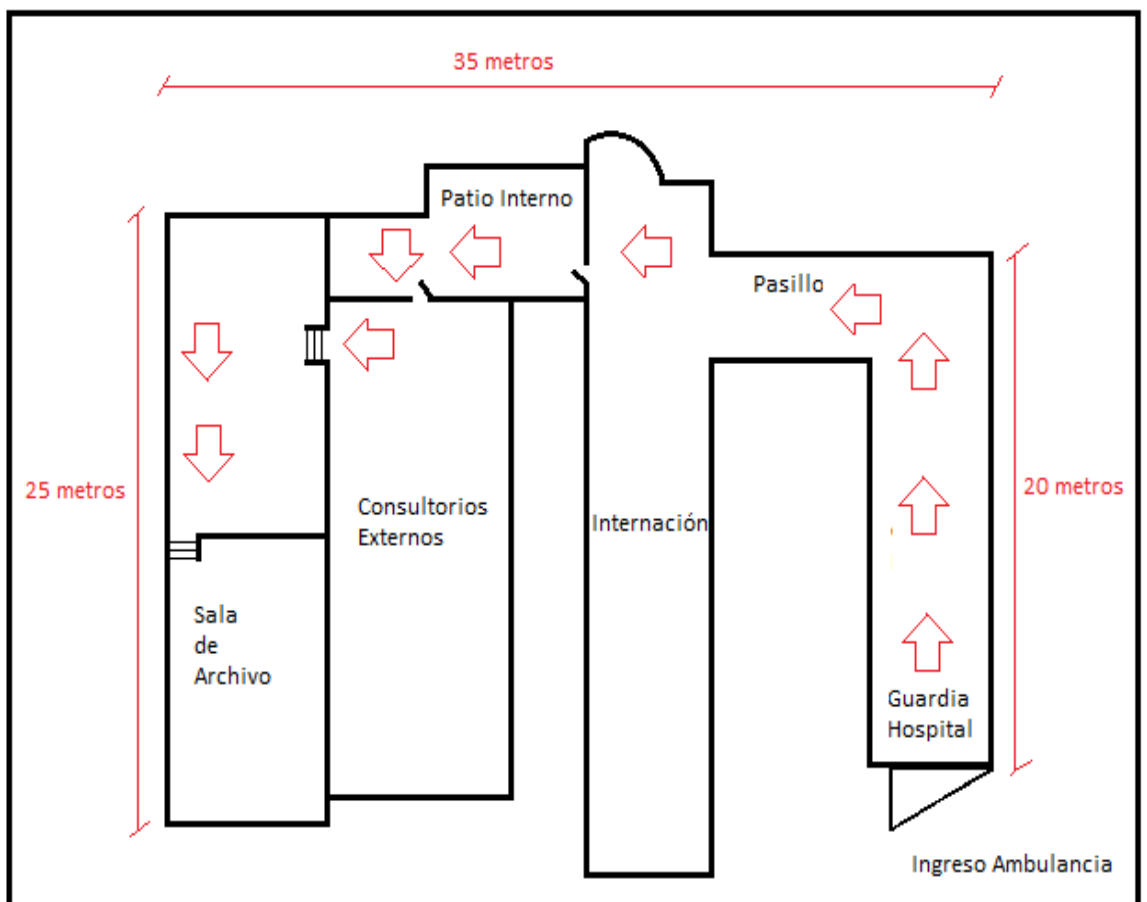 35 metros
Patio Interno
Pasillo
25 metros
Consultorios
Externos
Internación
20 metros
Sala
de
Archivo
Guardia
Hospital
Ingreso Ambulancia